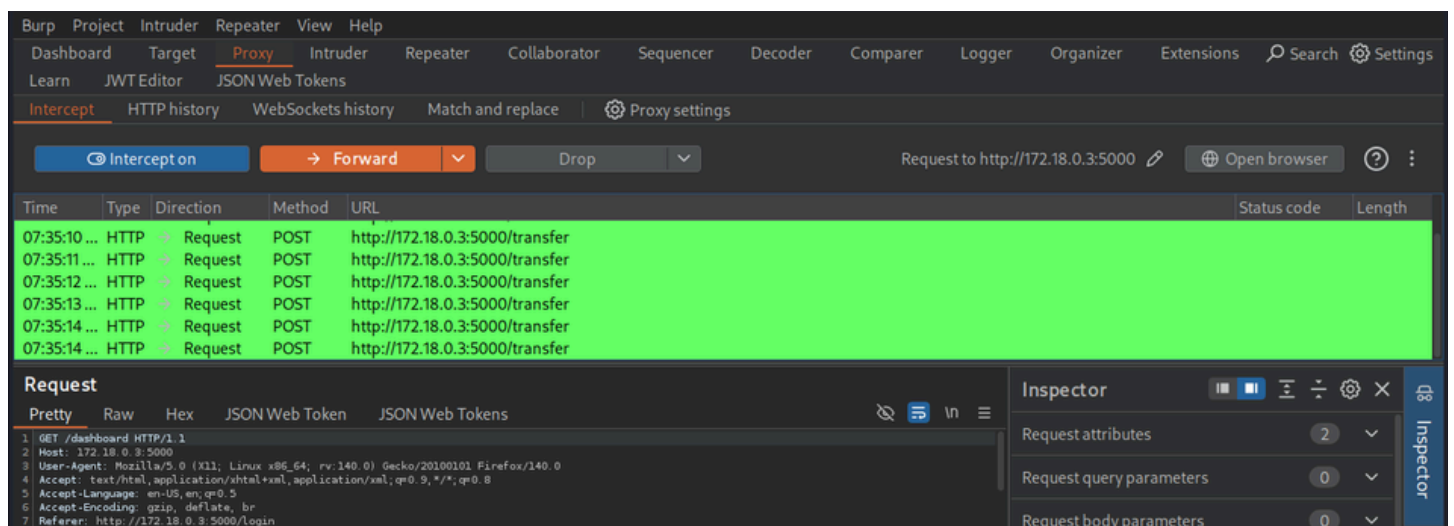 Burp Project Intruder Repeater View Help
Dashboard Target Proxy Intruder Repeater Collaborator Sequencer Decoder Comparer Logger Organizer Extensions Search Settings
Learn JWT Editor JSON Web Tokens
Intercept HTTP history WebSockets history Match and replace Proxy settings
Intercept on → Forward Drop Request to http://172.18.0.3:5000 Open browser ?
Time Type Direction Method URL Status code Length
07:35:10 ... HTTP → Request POST http://172.18.0.3:5000/transfer
07:35:11 ... HTTP → Request POST http://172.18.0.3:5000/transfer
07:35:12 ... HTTP → Request POST http://172.18.0.3:5000/transfer
07:35:13 ... HTTP → Request POST http://172.18.0.3:5000/transfer
07:35:14 ... HTTP → Request POST http://172.18.0.3:5000/transfer
07:35:14 ... HTTP → Request POST http://172.18.0.3:5000/transfer
Request
Pretty Raw Hex JSON Web Token JSON Web Tokens \n
1 GET /dashboard HTTP/1.1
2 Host: 172.18.0.3:5000
3 User-Agent: Mozilla/5.0 (X11; Linux x86_64; rv:140.0) Gecko/20100101 Firefox/140.0
4 Accept: text/html,application/xhtml+xml,application/xml;q=0.9,*/*;q=0.8
5 Accept-Language: en-US,en;q=0.5
6 Accept-Encoding: gzip, deflate, br
7 Referer: http://172.18.0.3:5000/login
Inspector
Request attributes 2
Request query parameters 0
Request body parameters 0
Inspector